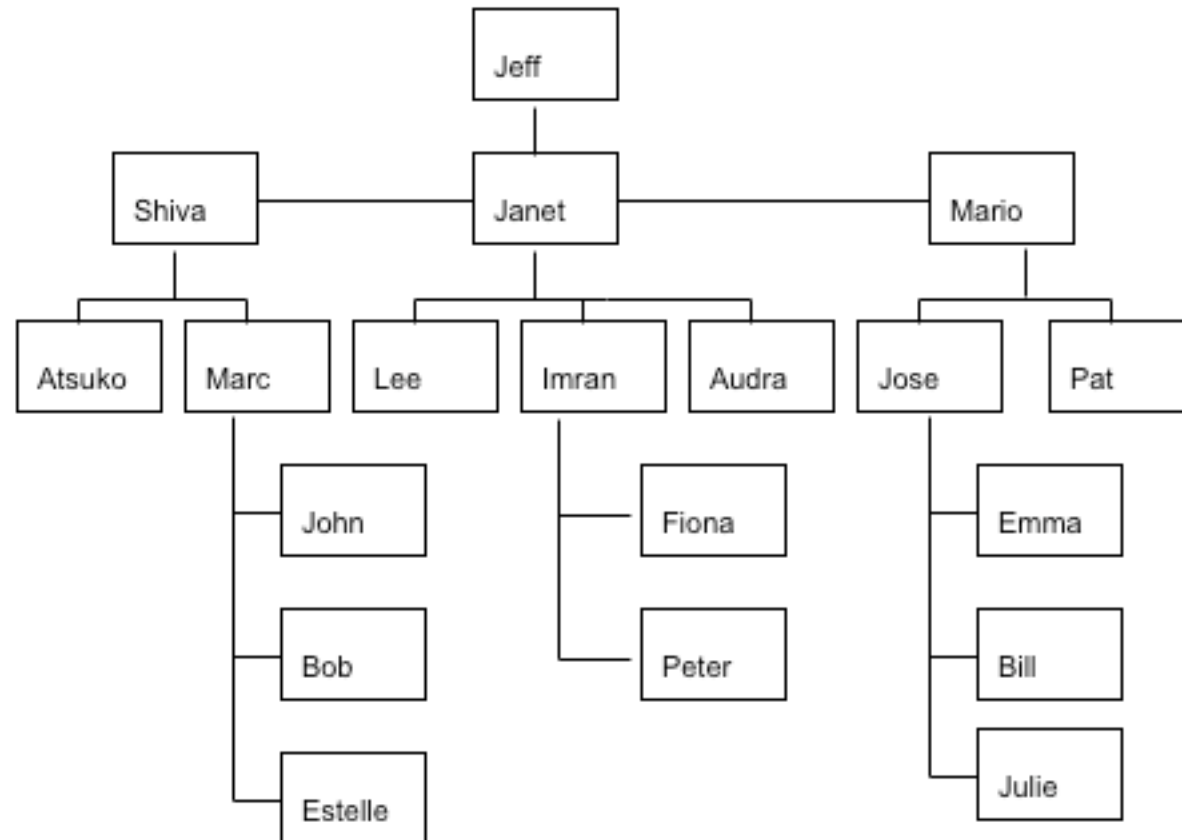 Jeff
Shiva
Janet
Mario
Atsuko
Marc
Lee
Imran
Audra
Jose
Pat
John
Fiona
Emma
Bob
Peter
Bill
Julie
Estelle